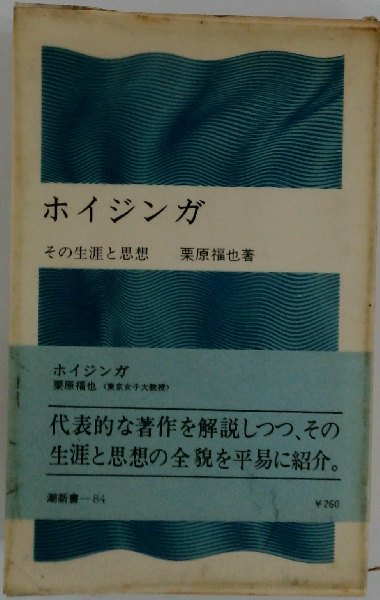 ホイジンガ
その生涯と思想 栗原福也著
ホイジンガ
栗原福也 〈東京女子大教授〉
代表的な著作を解説しつつ、その
生涯と思想の全貌を平易に紹介。
潮新書—84
￥260